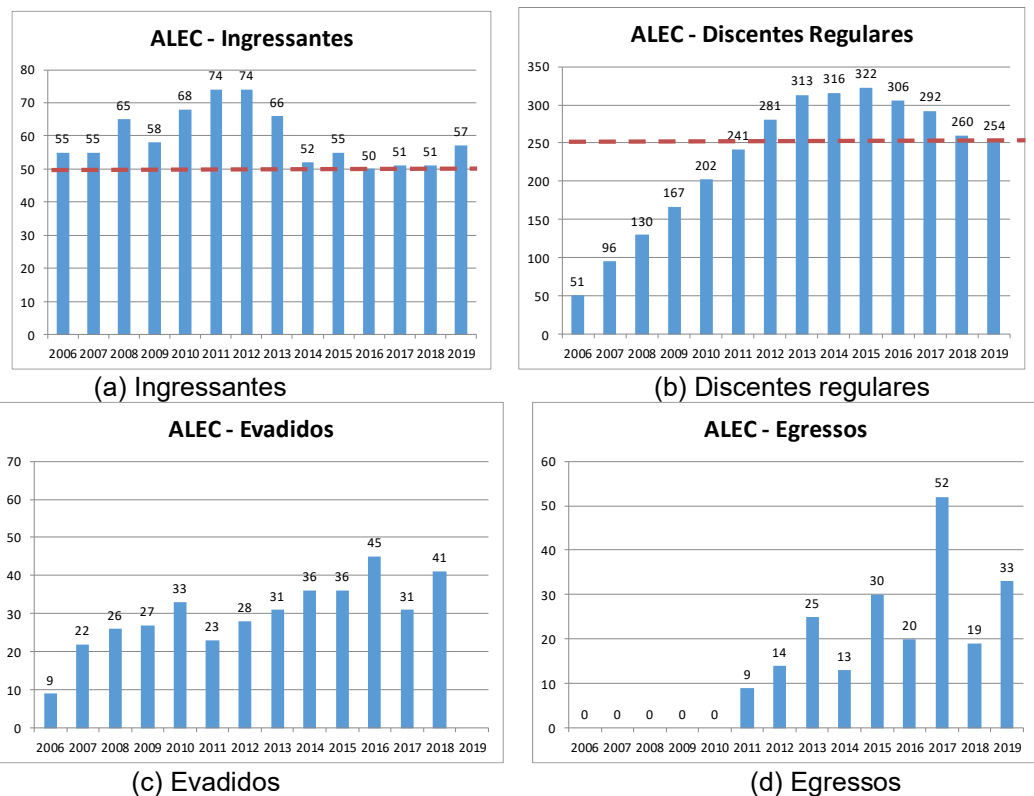 ALEC - Ingressantes
80
70
60
50
40
30
20
10
0
55 55 65 58 68 74 74 66 52 55 50 51 51 57
2006 2007 2008 2009 2010 2011 2012 2013 2014 2015 2016 2017 2018 2019
(a) Ingressantes
ALEC - Discentes Regulares
350
300
250
200
150
100
50
0
51 96 130 167 202 241 281 313 316 322 306 292 260 254
2006 2007 2008 2009 2010 2011 2012 2013 2014 2015 2016 2017 2018 2019
(b) Discentes regulares
ALEC - Evadidos
70
60
50
40
30
20
10
0
9 22 26 27 33 23 28 31 36 36 45 31 41
2006 2007 2008 2009 2010 2011 2012 2013 2014 2015 2016 2017 2018 2019
(c) Evadidos
ALEC - Egressos
60
50
40
30
20
10
0
0 0 0 0 0 9 14 25 13 30 20 52 19 33
2006 2007 2008 2009 2010 2011 2012 2013 2014 2015 2016 2017 2018 2019
(d) Egressos